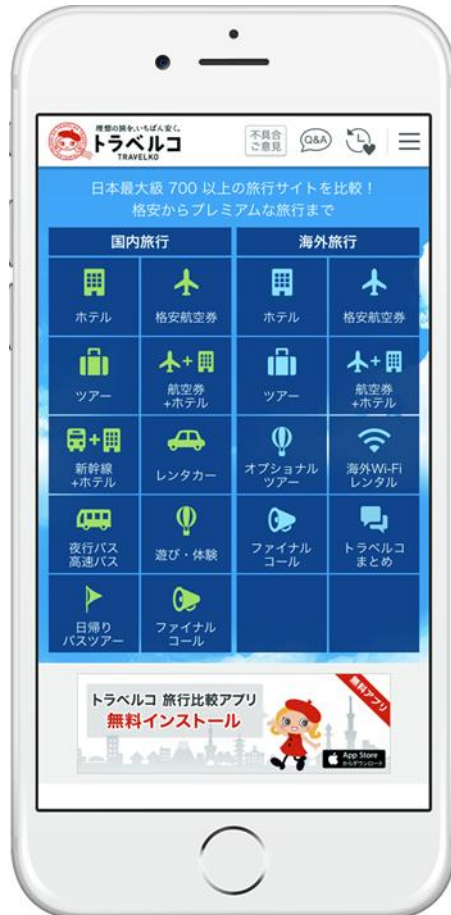 理想の旅を、いちばん安く。
トラベルコ
TRAVELKO
不具合
ご意見
Q&A
日本最大級 700 以上の旅行サイトを比較！
格安からプレミアムな旅行まで
国内旅行
海外旅行
ホテル
格安航空券
ホテル
格安航空券
ツアー
航空券
+ホテル
ツアー
航空券
+ホテル
新幹線
+ホテル
レンタカー
オプショナル
ツアー
海外Wi-Fi
レンタル
夜行バス
高速バス
遊び・体験
ファイナル
コール
トラベルコ
まとめ
日帰り
バスツアー
ファイナル
コール
トラベルコ 旅行比較アプリ
無料インストール
無料アプリ
App Store
からダウンロード